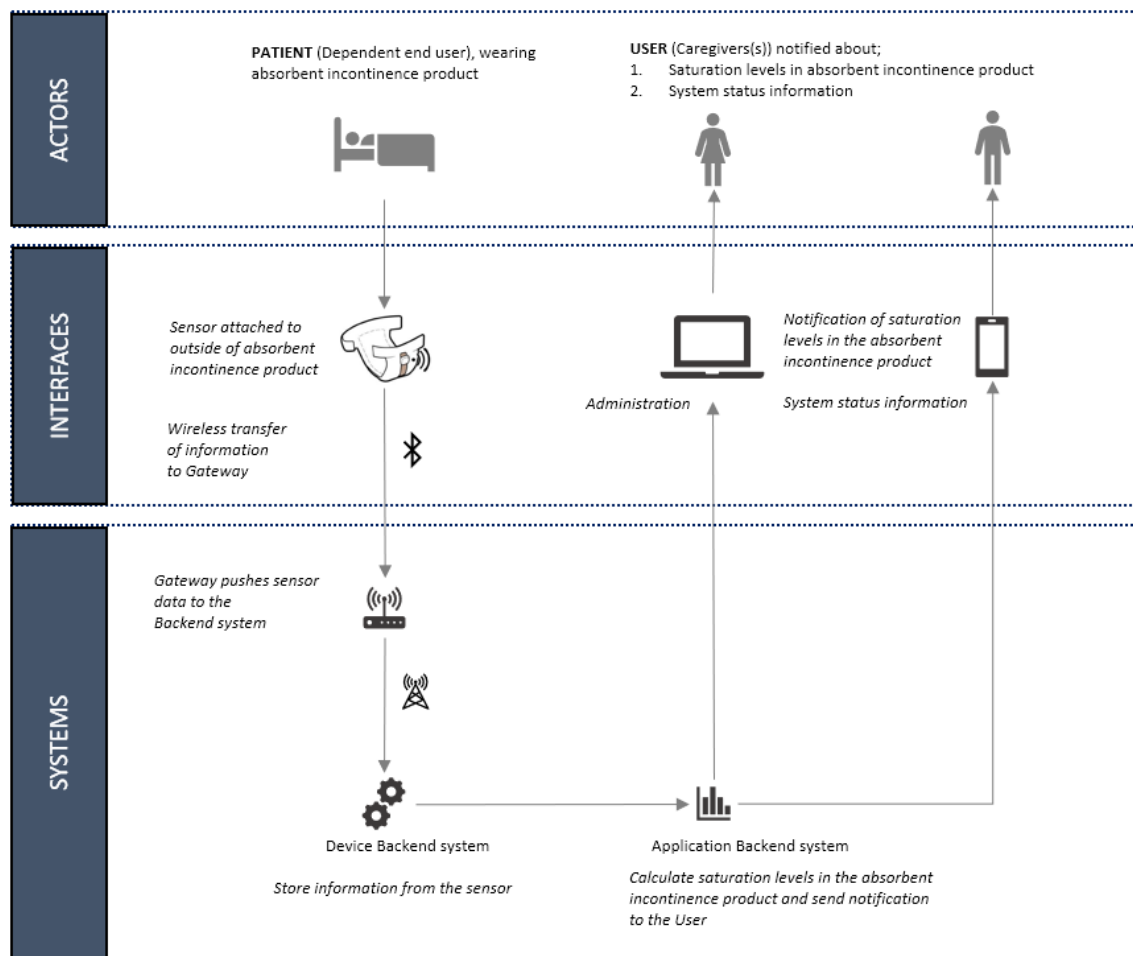 ACTORS
PATIENT (Dependent end user), wearing
absorbent incontinence product
USER (Caregivers(s)) notified about;
1. Saturation levels in absorbent incontinence product
2. System status information
INTERFACES
Sensor attached to
outside of absorbent
incontinence product
Wireless transfer
of information
to Gateway
Administration
Notification of saturation
levels in the absorbent
incontinence product
System status information
SYSTEMS
Gateway pushes sensor
data to the
Backend system
Device Backend system
Store information from the sensor
Application Backend system
Calculate saturation levels in the absorbent
incontinence product and send notification
to the User